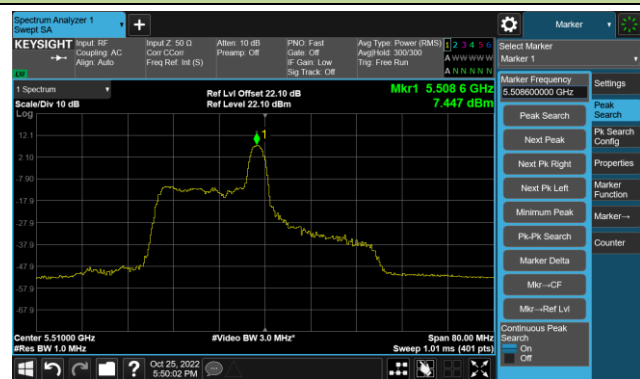 Spectrum Analyzer 1
Swept SA
+
Marker
KEYSIGHT
Input: RF
Coupling: AC
Align: Auto
Input Z: 50 Ω
Corr CCorr
Freq Ref: Int (S)
Atten: 10 dB
Preamp: Off
PNO: Fast
Gate: Off
IF Gain: Low
Sig Track: Off
Avg Type: Power (RMS)
Avg|Hold: 300/300
Trig: Free Run
1 2 3 4 5 6
A W W W W W
A N N N N N
LW
Select Marker
Marker 1
1 Spectrum
Scale/Div 10 dB
Log
Ref Lvl Offset 22.10 dB
Ref Level 22.10 dBm
Mkr1 5.508 6 GHz
7.447 dBm
1
12.1
2.10
-7.90
-17.9
-27.9
-37.9
-47.9
-57.9
-67.9
Center 5.51000 GHz
#Res BW 1.0 MHz
#Video BW 3.0 MHz*
Span 80.00 MHz
Sweep 1.01 ms (401 pts)
Marker Frequency
5.508600000 GHz
Peak Search
Next Peak
Next Pk Right
Next Pk Left
Minimum Peak
Pk-Pk Search
Marker Delta
Mkr→CF
Mkr→Ref Lvl
Continuous Peak
Search
On
Off
Settings
Peak
Search
Pk Search
Config
Properties
Marker
Function
Marker→
Counter
?
Oct 25, 2022
5:50:02 PM